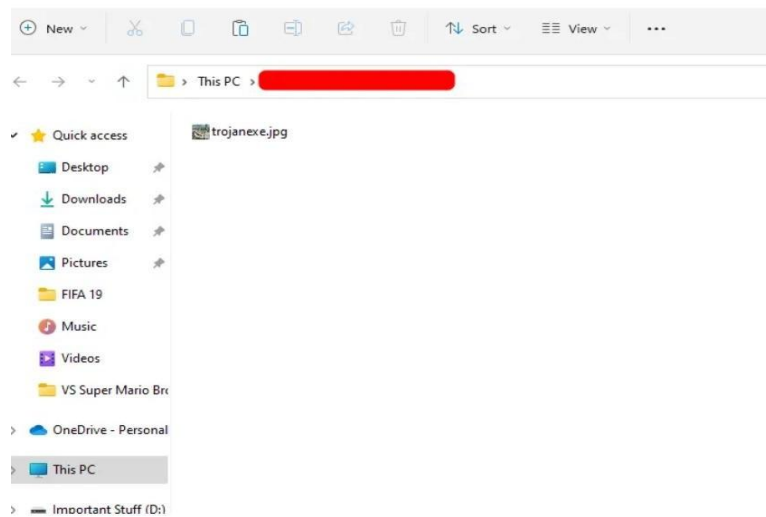 New
Sort
View
This PC
Quick access
trojanexe.jpg
Desktop
Downloads
Documents
Pictures
FIFA 19
Music
Videos
VS Super Mario Bro
OneDrive - Personal
This PC
Important Stuff (D:)